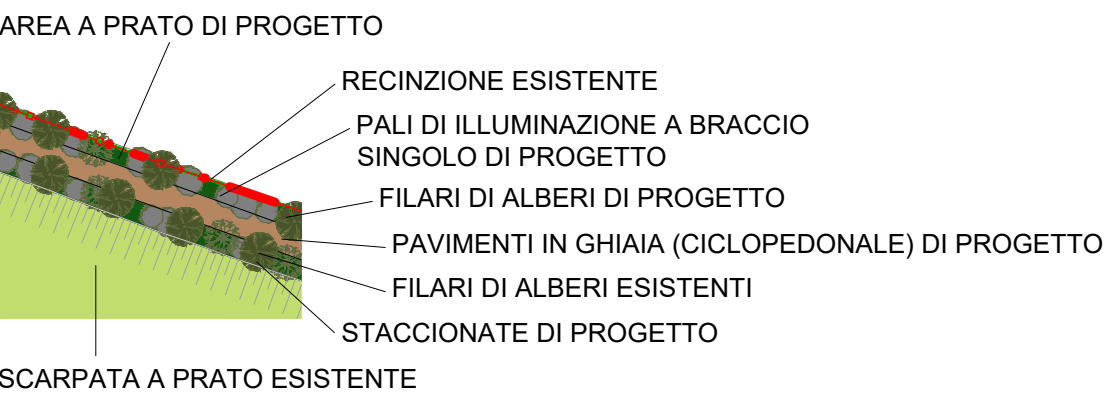 AREA A PRATO DI PROGETTO
RECINZIONE ESISTENTE
PALI DI ILLUMINAZIONE A BRACCIO
SINGOLO DI PROGETTO
FILARI DI ALBERI DI PROGETTO
PAVIMENTI IN GHIAIA (CICLOPEDONALE) DI PROGETTO
FILARI DI ALBERI ESISTENTI
STACCIONATE DI PROGETTO
SCARPATA A PRATO ESISTENTE